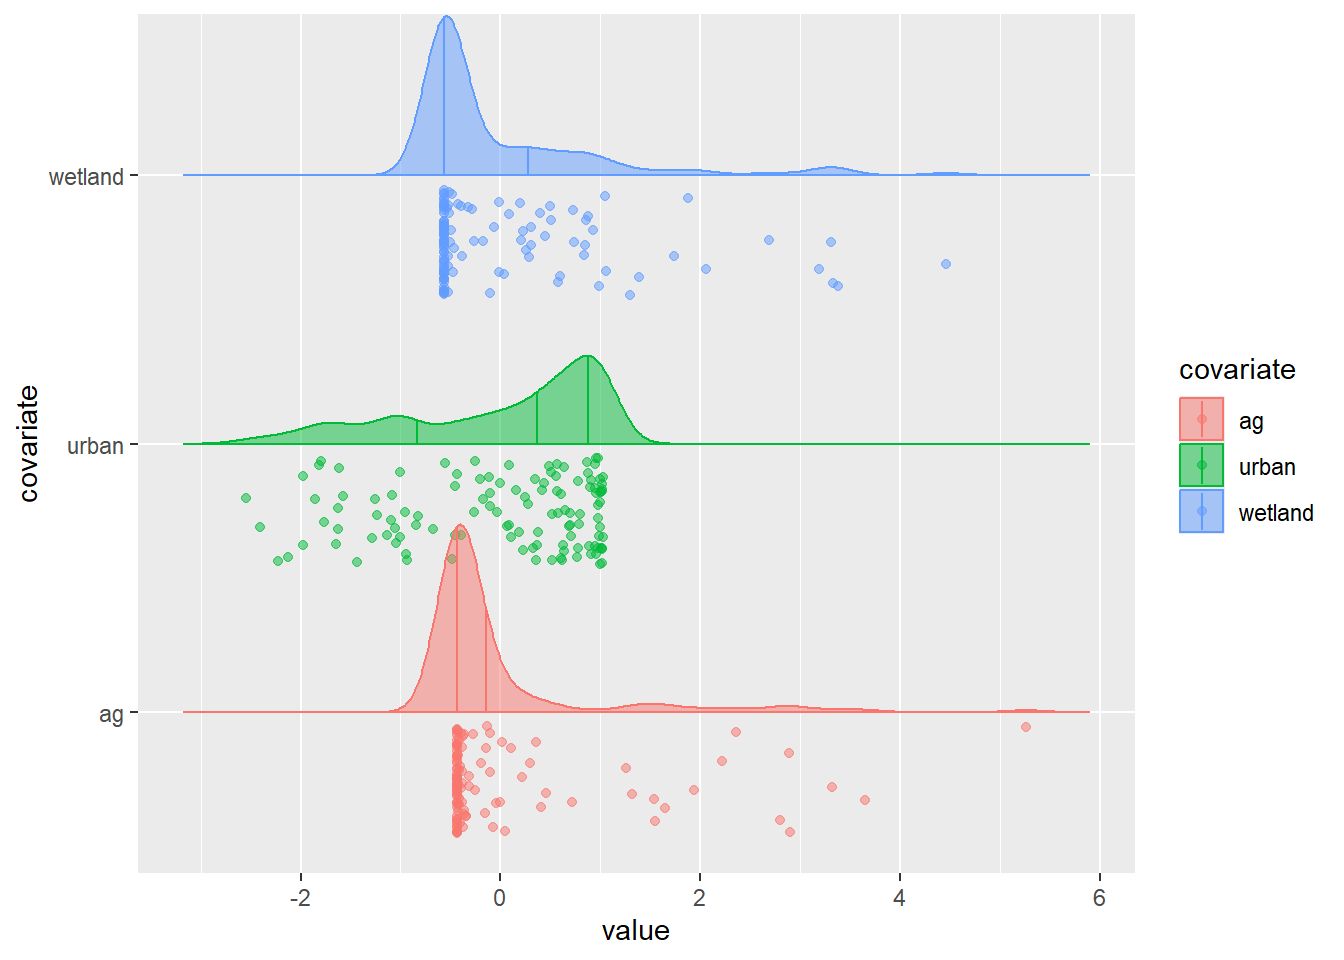 wetland
urban
ag
covariate
-2
0
2
4
6
value
covariate
ag
urban
wetland